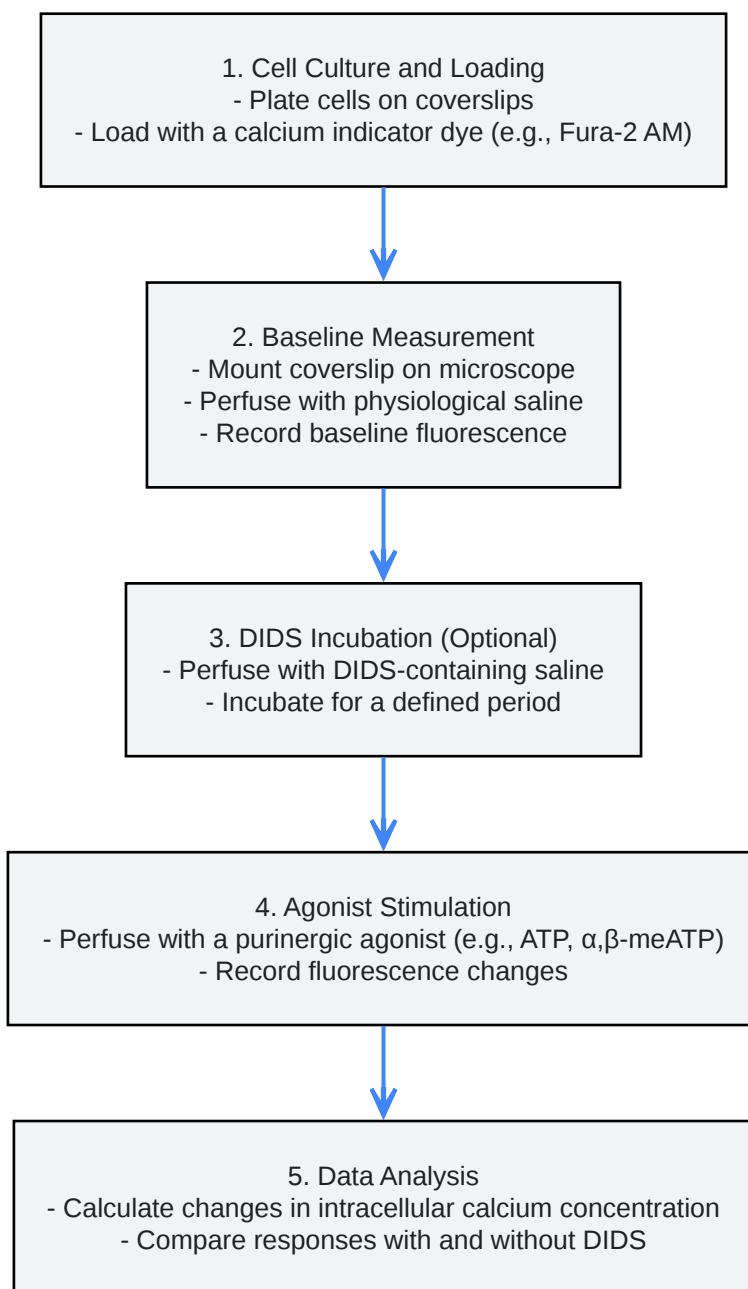 1. Cell Culture and Loading
- Plate cells on coverslips
- Load with a calcium indicator dye (e.g., Fura-2 AM)
2. Baseline Measurement
- Mount coverslip on microscope
- Perfuse with physiological saline
- Record baseline fluorescence
3. DIDS Incubation (Optional)
- Perfuse with DIDS-containing saline
- Incubate for a defined period
4. Agonist Stimulation
- Perfuse with a purinergic agonist (e.g., ATP, α,β-meATP)
- Record fluorescence changes
5. Data Analysis
- Calculate changes in intracellular calcium concentration
- Compare responses with and without DIDS